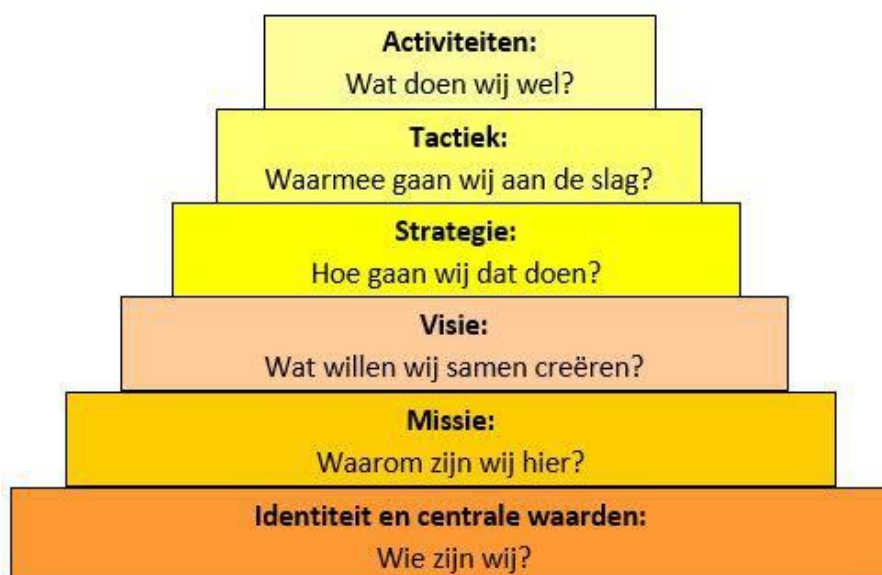 Activiteiten:
Wat doen wij wel?
Tactiek:
Waarmee gaan wij aan de slag?
Strategie:
Hoe gaan wij dat doen?
Visie:
Wat willen wij samen creëren?
Missie:
Waarom zijn wij hier?
Identiteit en centrale waarden:
Wie zijn wij?